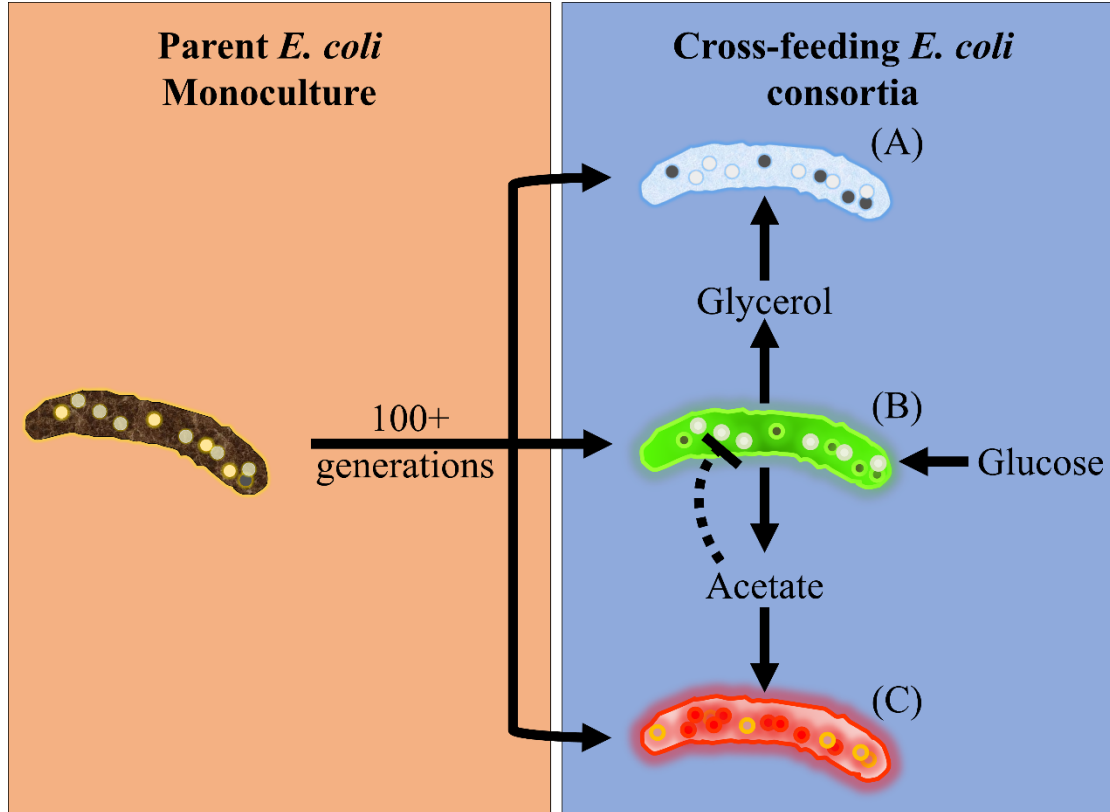 Parent E. coli
Monoculture
Cross-feeding E. coli
consortia
(A)
Glycerol
100+
generations
(B)
Glucose
Acetate
(C)